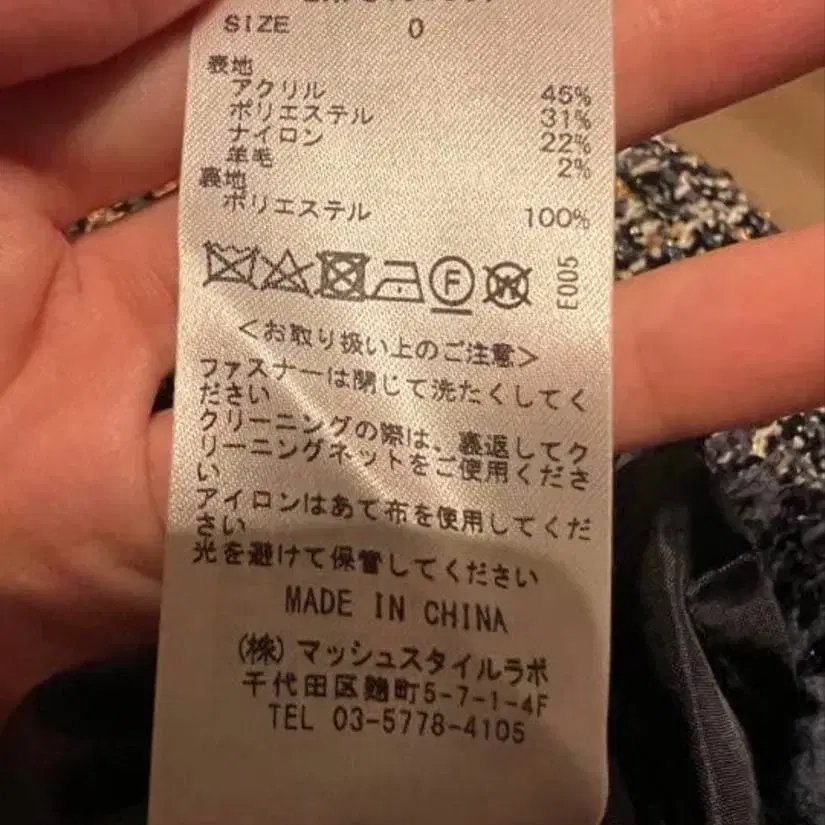 SIZE 0
表地
アクリル 45%
ポリエステル 31%
ナイロン 22%
羊毛 2%
裏地
ポリエステル 100%
F W E005
<お取り扱い上のご注意>
ファスナーは閉じて洗たくしてく
ださい
クリーニングの際は、裏返してク
リーニングネットをご使用くださ
い
アイロンはあて布を使用してくだ
さい
光を避けて保管してください
MADE IN CHINA
(株) マッシュスタイルラボ
千代田区麹町5-7-1-4F
TEL 03-5778-4105